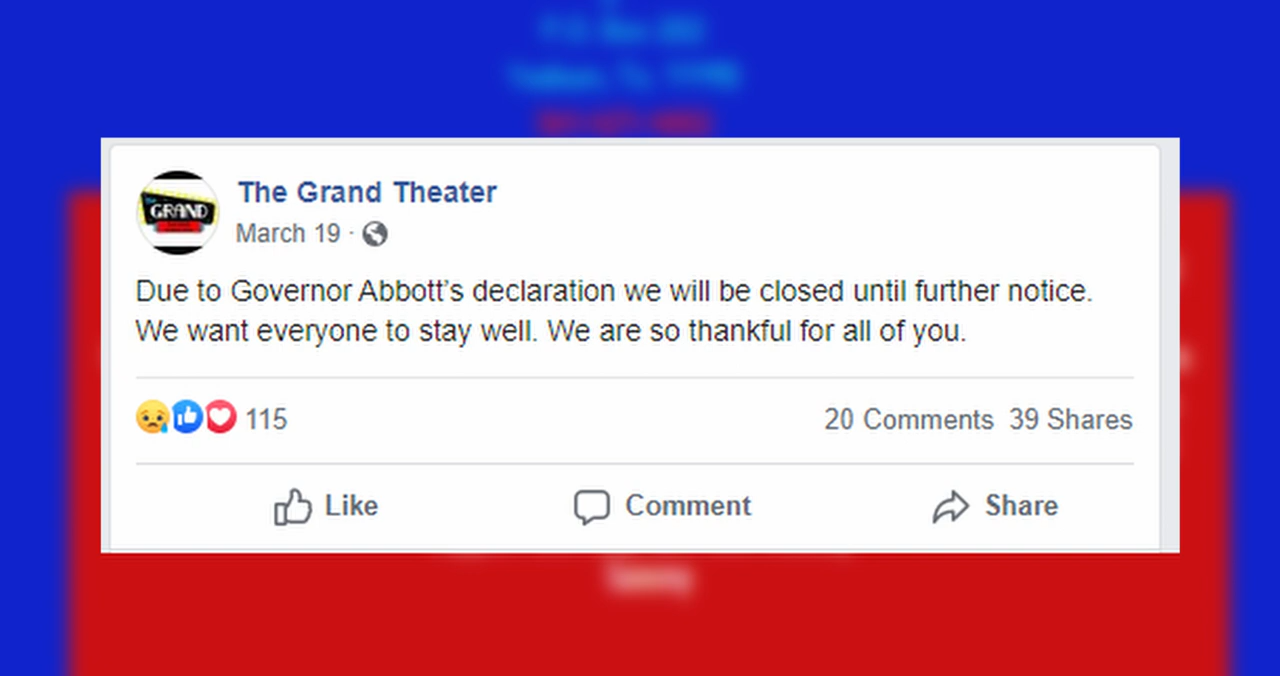 The Grand Theater
GRAND
March 19 ·
Due to Governor Abbott's declaration we will be closed until further notice.
We want everyone to stay well. We are so thankful for all of you.
115
20 Comments 39 Shares
Like
Comment
Share